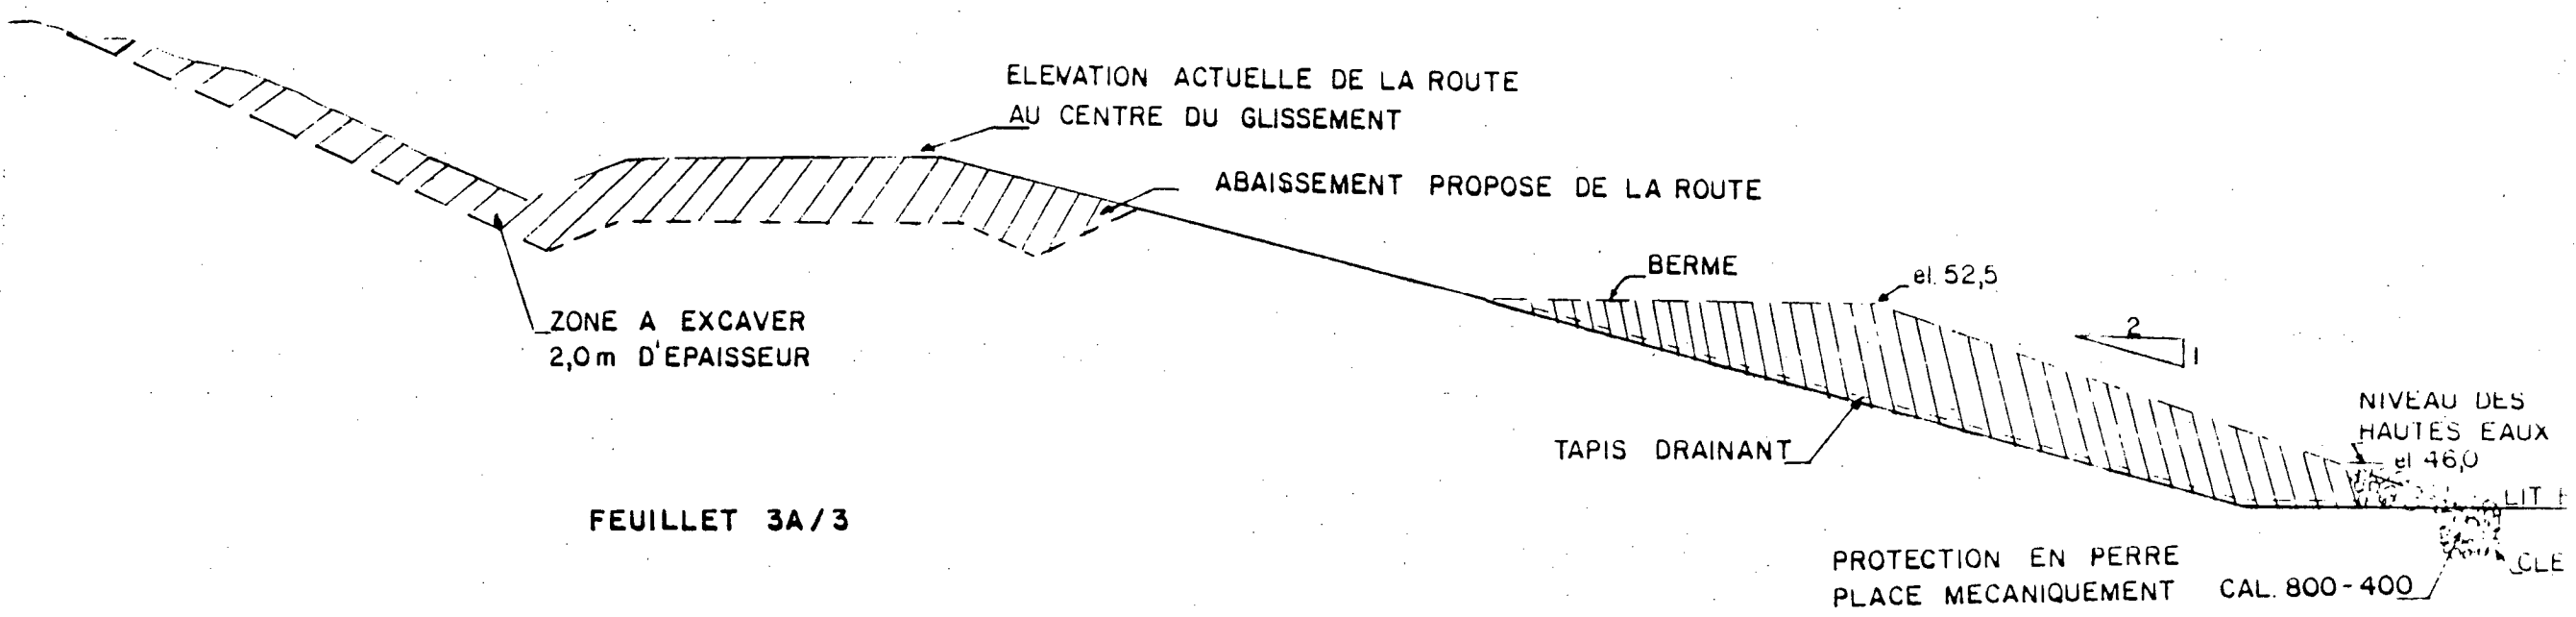 ELEVATION ACTUELLE DE LA ROUTE
AU CENTRE DU GLISSEMENT
ABAISSEMENT PROPOSE DE LA ROUTE
BERME
el. 52,5
ZONE A EXCAVER
2,0m D'EPAISSEUR
2
1
NIVEAU DES
HAUTES EAUX
el 46,0
TAPIS DRAINANT
LIT
FEUILLET 3A/3
PROTECTION EN PERRE
PLACE MECANIQUEMENT CAL. 800-400
CLE